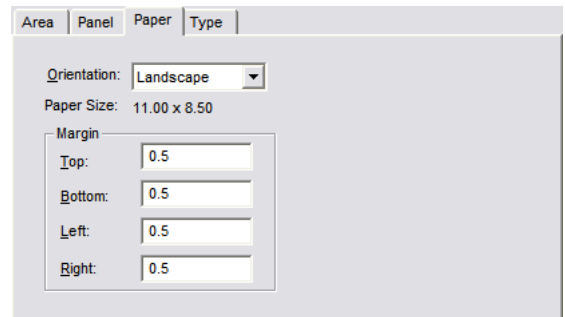 Area Panel Paper Type
Orientation: Landscape
Paper Size: 11.00 x 8.50
Margin
Top: 0.5
Bottom: 0.5
Left: 0.5
Right: 0.5